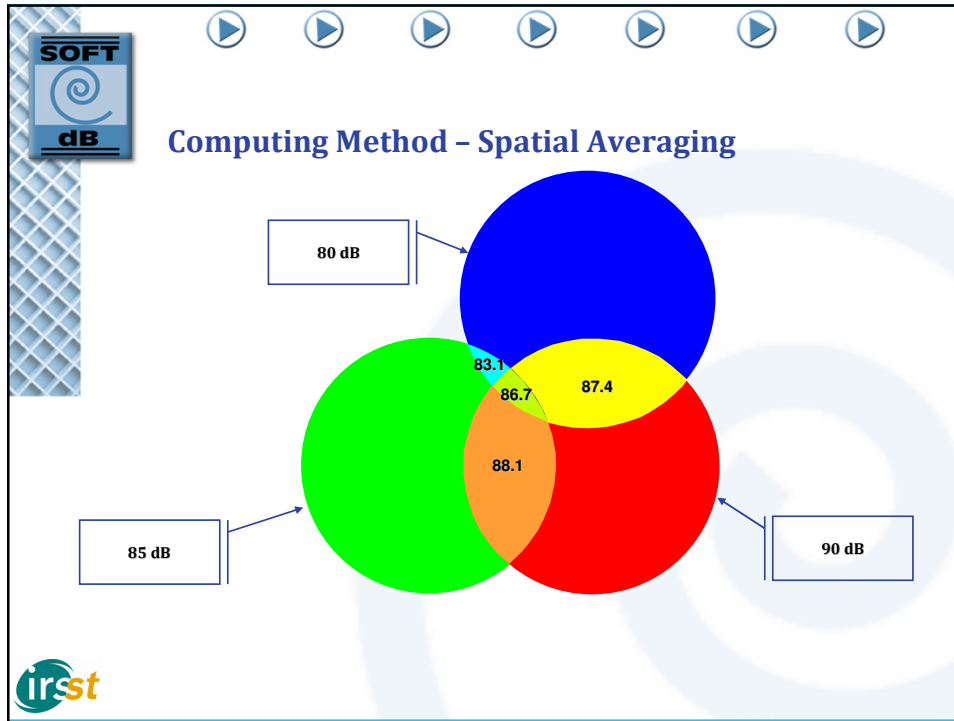 SOFT
dB
Computing Method – Spatial Averaging
80 dB
83.1
86.7
87.4
88.1
85 dB
90 dB
irsst